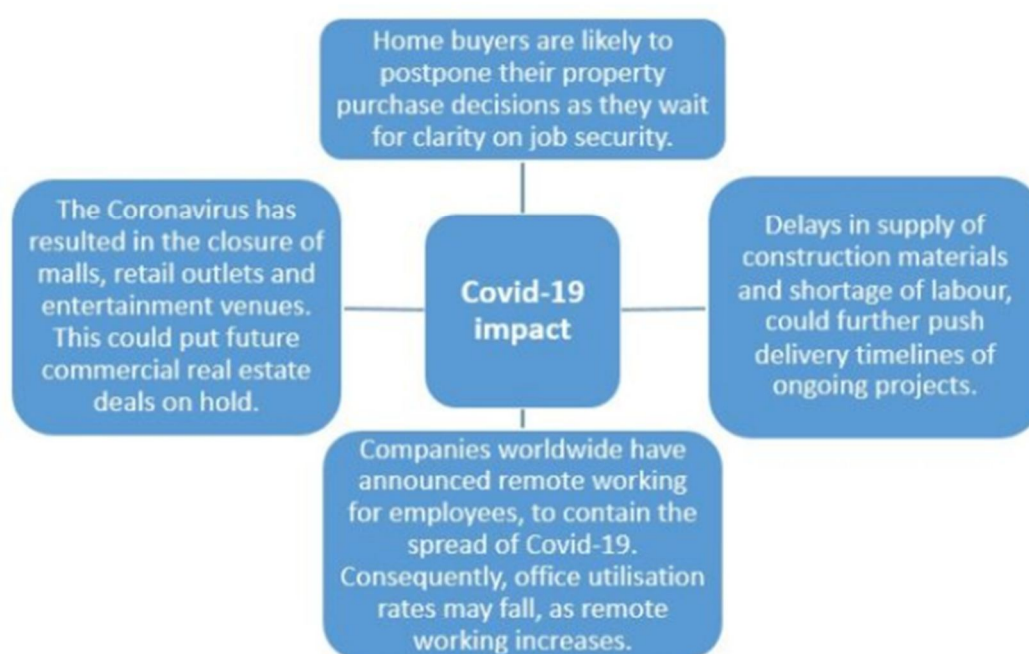 Home buyers are likely to
postpone their property
purchase decisions as they wait
for clarity on job security.
The Coronavirus has
resulted in the closure of
malls, retail outlets and
entertainment venues.
This could put future
commercial real estate
deals on hold.
Covid-19
impact
Delays in supply of
construction materials
and shortage of labour,
could further push
delivery timelines of
ongoing projects.
Companies worldwide have
announced remote working
for employees, to contain the
spread of Covid-19.
Consequently, office utilisation
rates may fall, as remote
working increases.